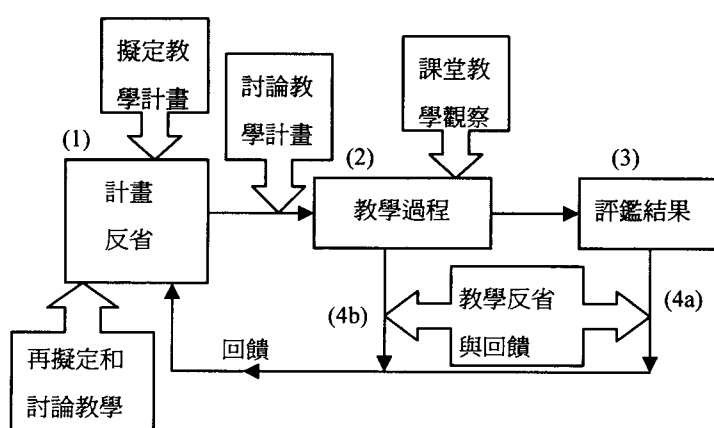 擬定教
學計畫
討論教
學計畫
課堂教
學觀察
(1)
(2)
(3)
計畫
反省
教學過程
評鑑結果
(4b)
教學反省
與回饋
(4a)
回饋
再擬定和
討論教學